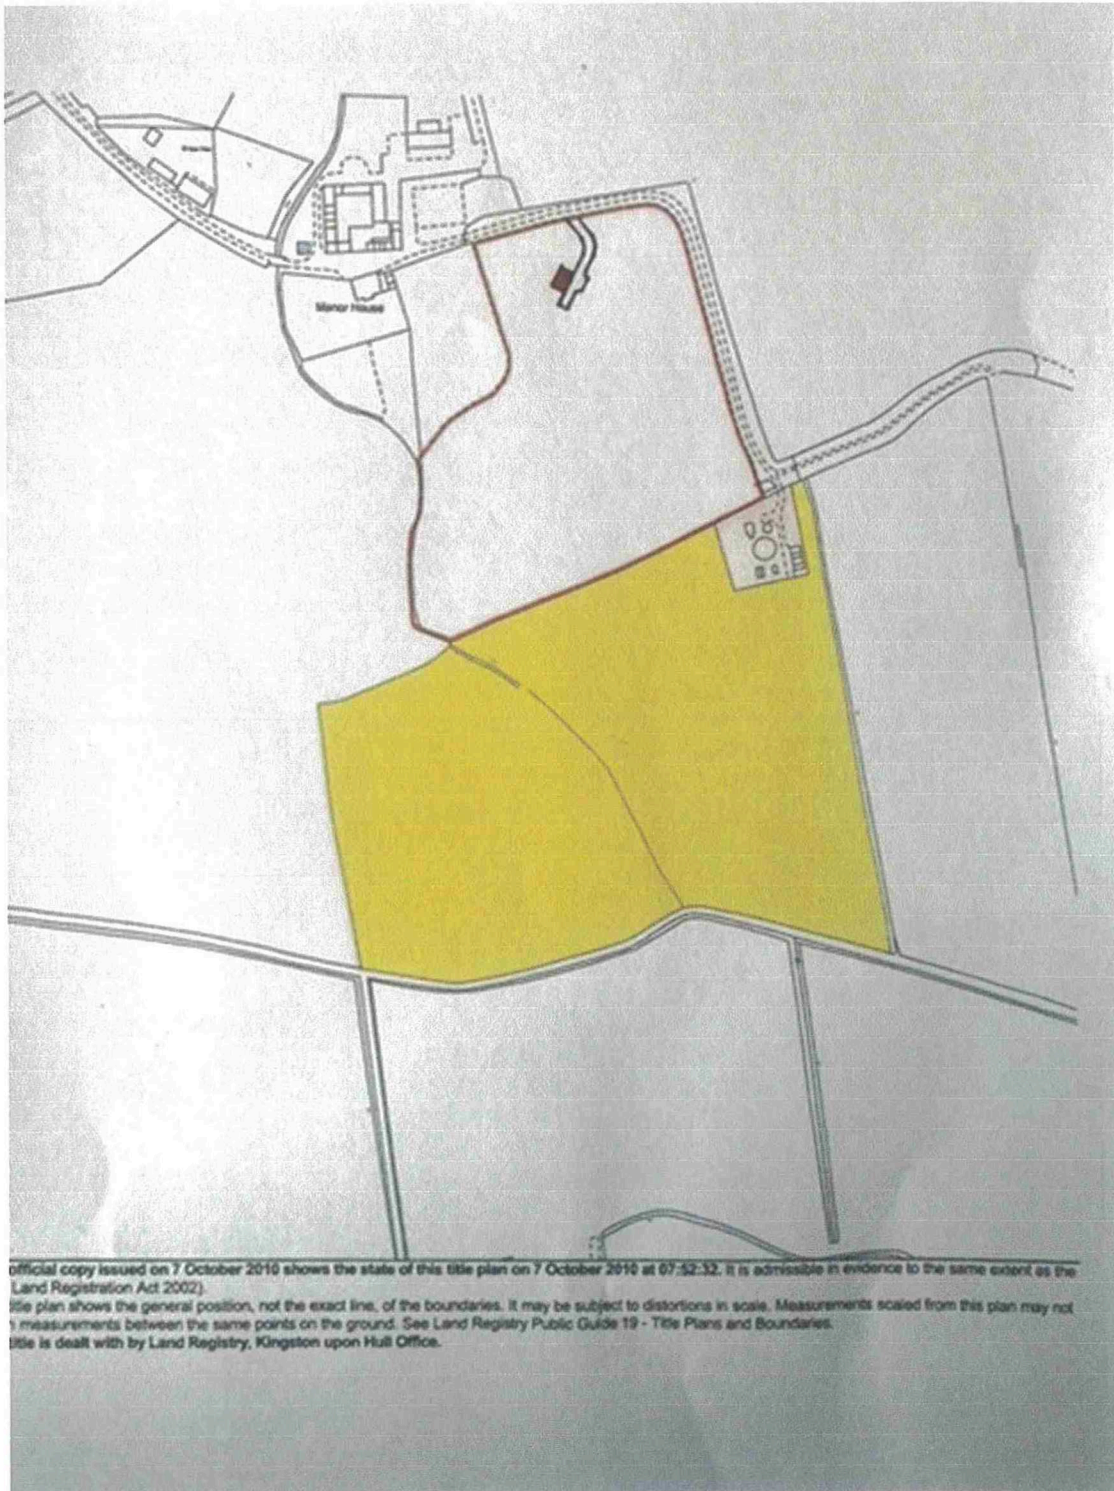 Manor House
official copy issued on 7 October 2010 shows the state of this title plan on 7 October 2010 at 07:52:32. It is admissible in evidence to the same extent as the
Land Registration Act 2002).
title plan shows the general position, not the exact line, of the boundaries. It may be subject to distortions in scale. Measurements scaled from this plan may not
measurements between the same points on the ground. See Land Registry Public Guide 19 - Title Plans and Boundaries.
title is dealt with by Land Registry, Kingston upon Hull Office.